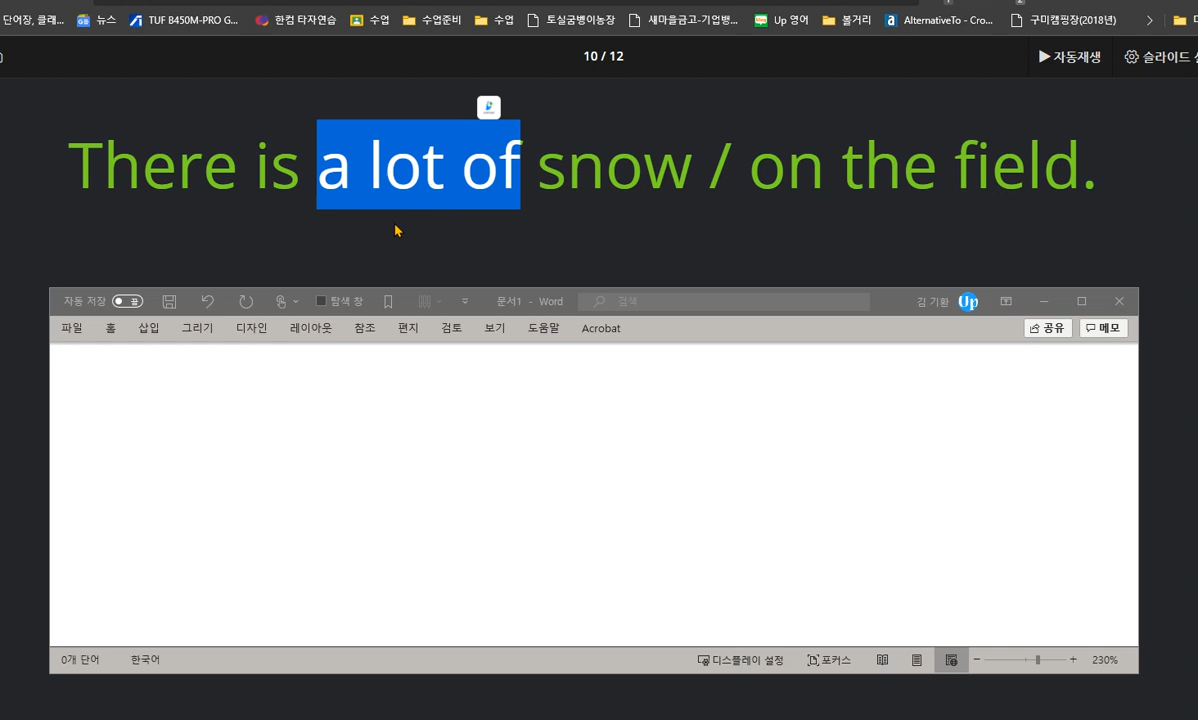 단어장, 클래... 뉴스 TUF B450M-PRO G... 한컴 타자연습 수업 수업준비 수업 토실굼벵이농장 새마을금고-기업뱅... Up 영어 볼거리 AlternativeTo - Cro... 구미캠핑장(2018년)
10 / 12 자동재생 슬라이드
There is a lot of snow / on the field.
자동 저장 끔 탐색 창 문서1 - Word 검색 김 기환 Up
파일 홈 삽입 그리기 디자인 레이아웃 참조 편지 검토 보기 도움말 Acrobat 공유 메모
0개 단어 한국어 디스플레이 설정 포커스 230%